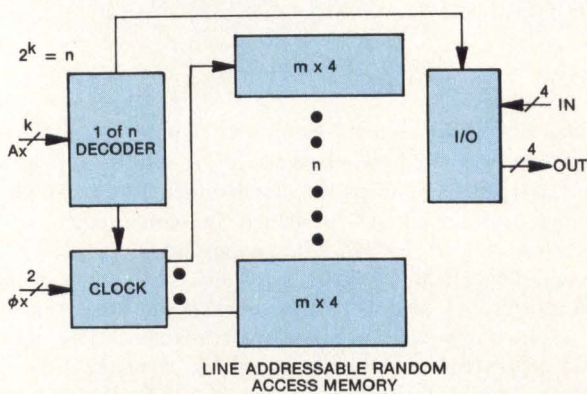 2^k = n
m x 4
k
Ax
1 of n
DECODER
n
I/O
4
IN
4
OUT
2
ϕx
CLOCK
m x 4
LINE ADDRESSABLE RANDOM
ACCESS MEMORY